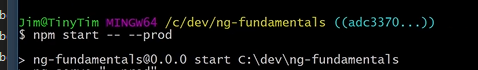 Jim@TinyTim MINGW64 /c/dev/ng-fundamentals ((adc3370...))
$ npm start -- --prod
> ng-fundamentals@0.0.0 start C:\dev\ng-fundamentals